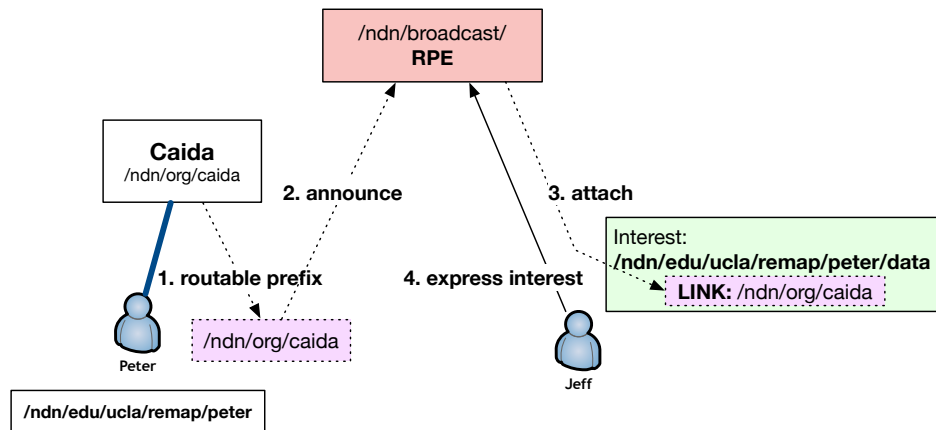 /ndn/broadcast/
RPE
Caida
/ndn/org/caida
2. announce
3. attach
Interest:
/ndn/edu/ucla/remap/peter/data
LINK: /ndn/org/caida
1. routable prefix
4. express interest
/ndn/org/caida
Peter
Jeff
/ndn/edu/ucla/remap/peter